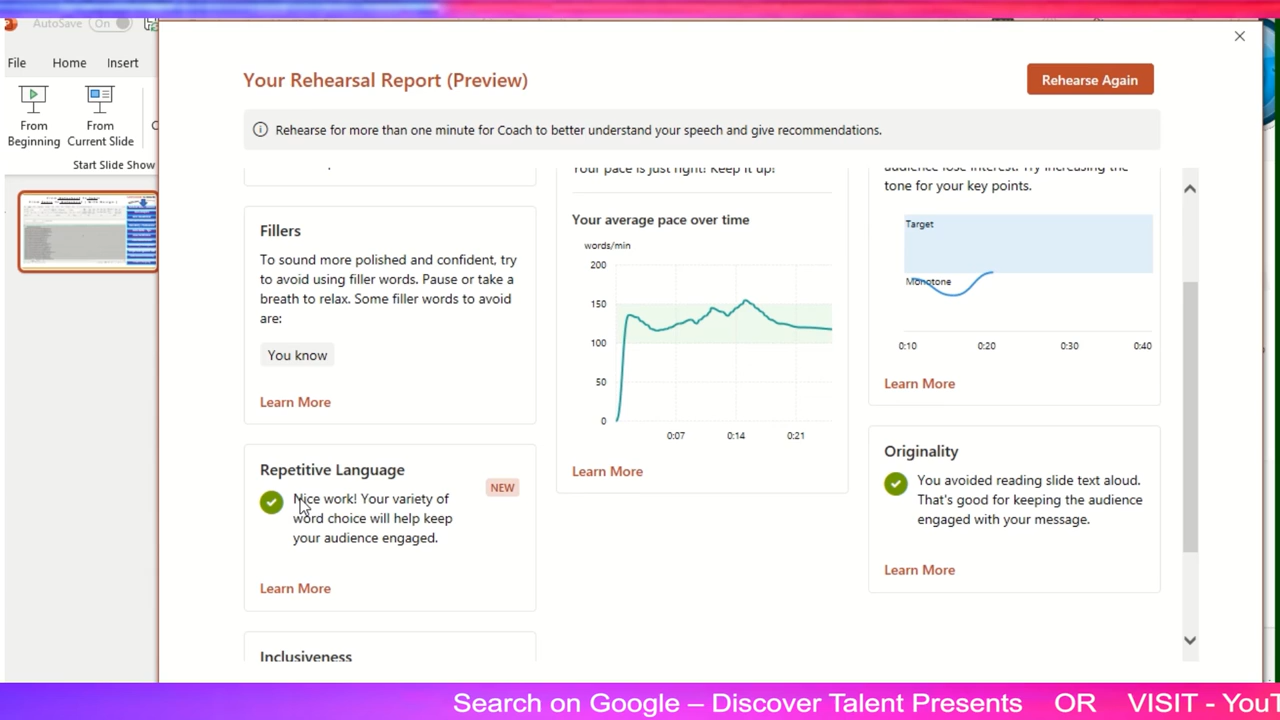 AutoSave On
File Home Insert
From Beginning
From Current Slide
Start Slide Show
Your Rehearsal Report (Preview)
Rehearse Again
Rehearse for more than one minute for Coach to better understand your speech and give recommendations.
Fillers
To sound more polished and confident, try
to avoid using filler words. Pause or take a
breath to relax. Some filler words to avoid
are:
You know
Learn More
Repetitive Language
NEW
Nice work! Your variety of
word choice will help keep
your audience engaged.
Learn More
Inclusiveness
Your pace is just right! Keep it up!
Your average pace over time
words/min
200
150
100
50
0
0:07 0:14 0:21
Learn More
audience lose interest. Try increasing the
tone for your key points.
Target
Monotone
0:10 0:20 0:30 0:40
Learn More
Originality
You avoided reading slide text aloud.
That's good for keeping the audience
engaged with your message.
Learn More
Search on Google – Discover Talent Presents OR VISIT - YouT